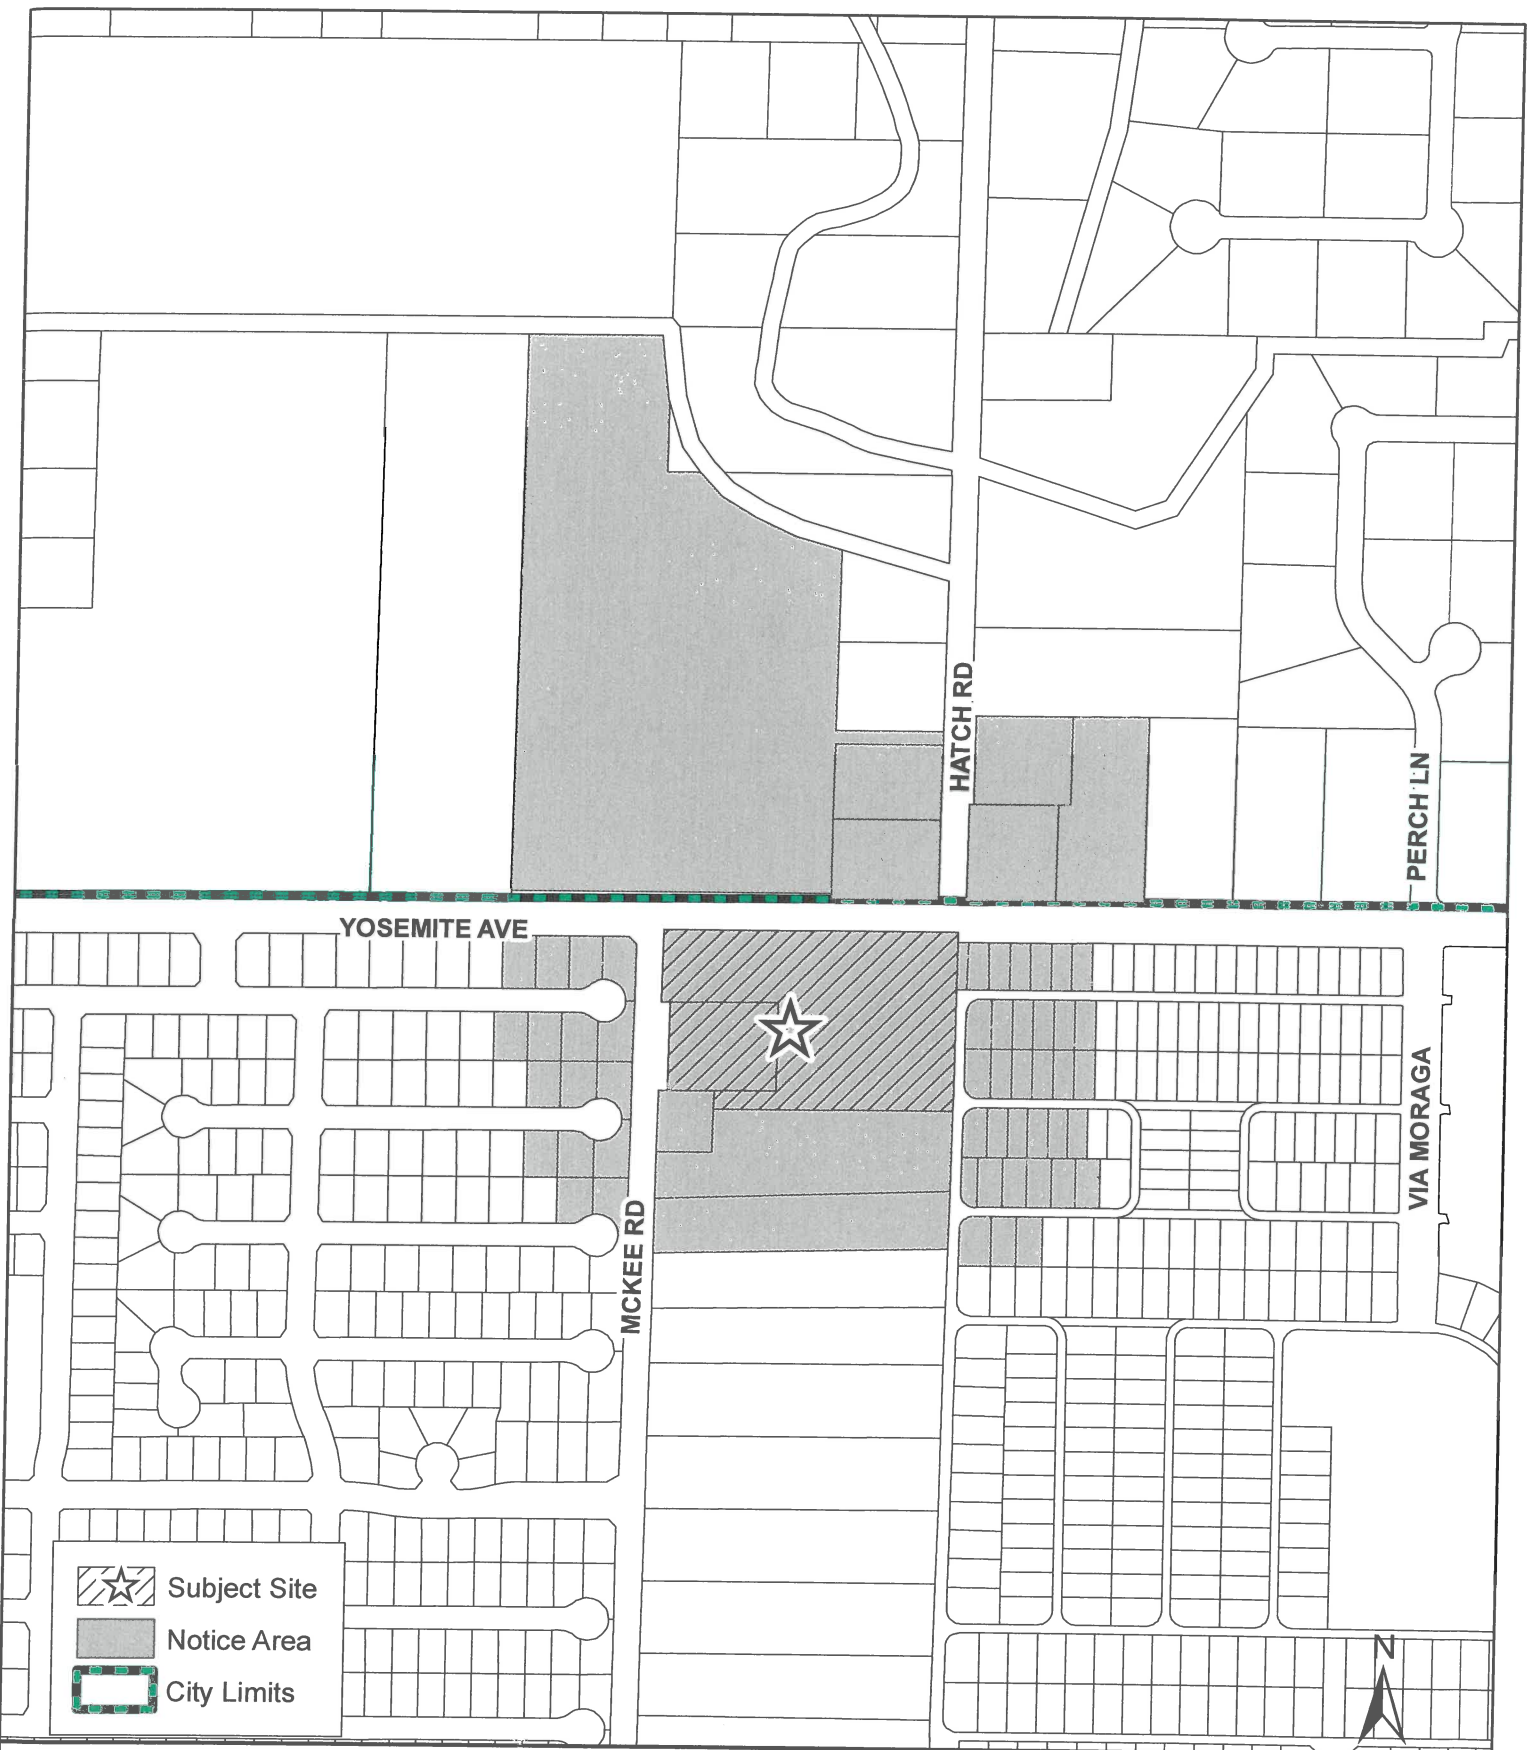 HATCH RD
PERCH LN
YOSEMITE AVE
VIA MORAGA
MCKEE RD
Subject Site
Notice Area
City Limits
N